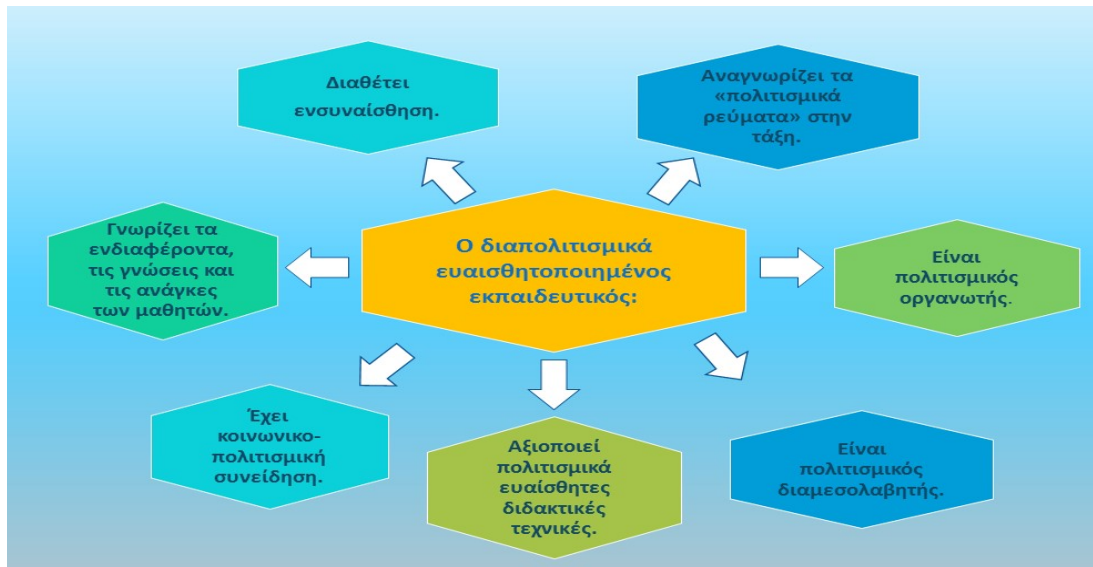 Διαθέτει
ενσυναίσθηση.
Αναγνωρίζει τα
«πολιτισμικά
ρεύματα» στην
τάξη.
Γνωρίζει τα
ενδιαφέροντα,
τις γνώσεις και
τις ανάγκες
των μαθητών.
Ο διαπολιτισμικά
ευαισθητοποιημένος
εκπαιδευτικός:
Είναι
πολιτισμικός
οργανωτής.
Έχει
κοινωνικο-
πολιτισμική
συνείδηση.
Αξιοποιεί
πολιτισμικά
ευαίσθητες
διδακτικές
τεχνικές.
Είναι
πολιτισμικός
διαμεσολαβητής.